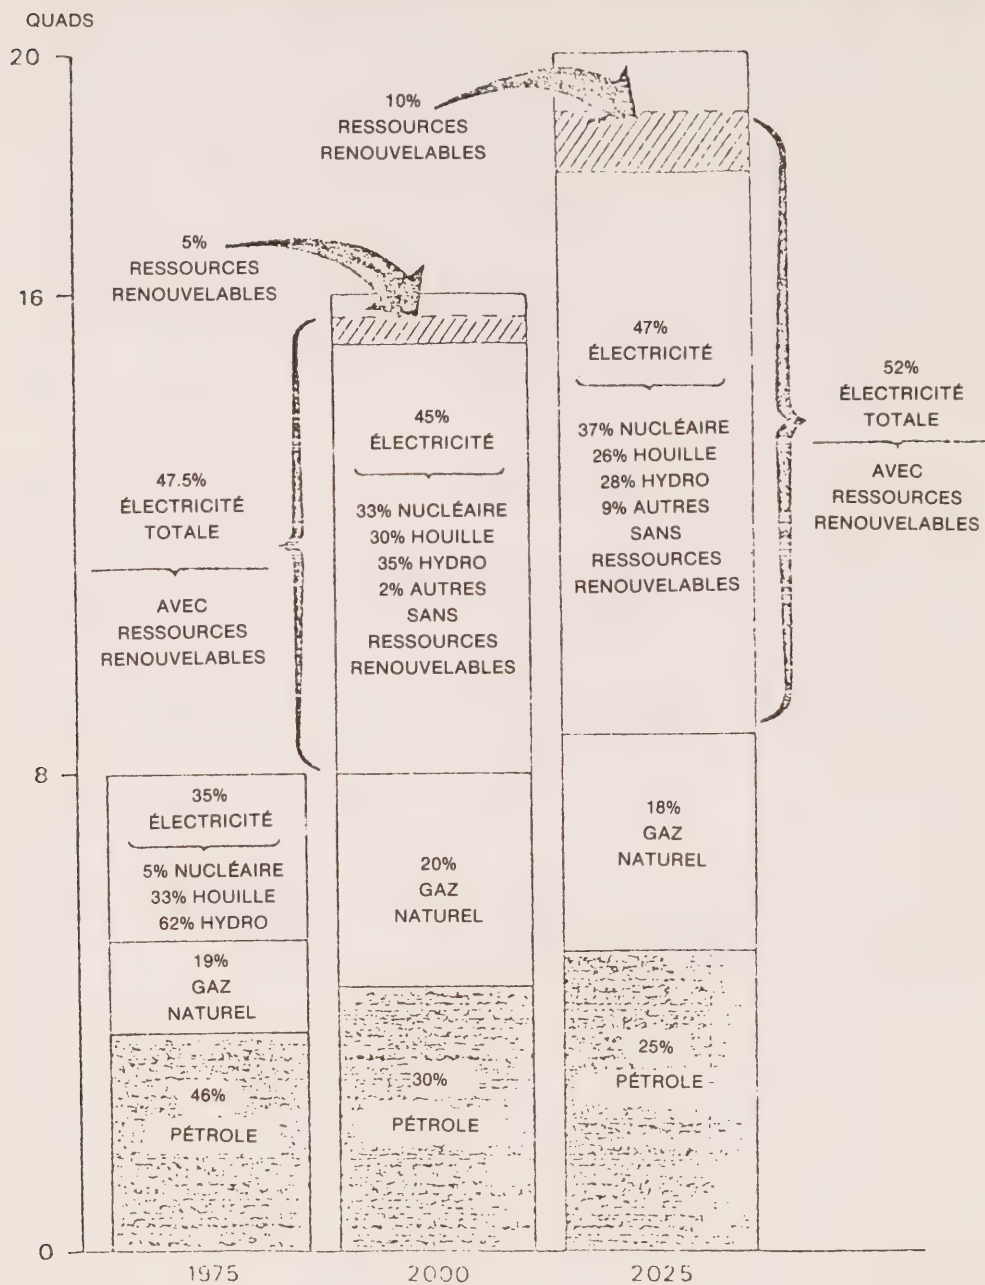 QUADS
20
16
8
0
10%
RESSOURCES
RENOUVELABLES
5%
RESSOURCES
RENOUVELABLES
47.5%
ÉLECTRICITÉ
TOTALE
AVEC
RESSOURCES
RENOUVELABLES
35%
ÉLECTRICITÉ
5% NUCLÉAIRE
33% HOUILLE
62% HYDRO
19%
GAZ
NATUREL
46%
PÉTROLE
45%
ÉLECTRICITÉ
33% NUCLÉAIRE
30% HOUILLE
35% HYDRO
2% AUTRES
SANS
RESSOURCES
RENOUVELABLES
20%
GAZ
NATUREL
30%
PÉTROLE
47%
ÉLECTRICITÉ
37% NUCLÉAIRE
26% HOUILLE
28% HYDRO
9% AUTRES
SANS
RESSOURCES
RENOUVELABLES
18%
GAZ
NATUREL
25%
PÉTROLE
52%
ÉLECTRICITÉ
TOTALE
AVEC
RESSOURCES
RENOUVELABLES
1975
2000
2025